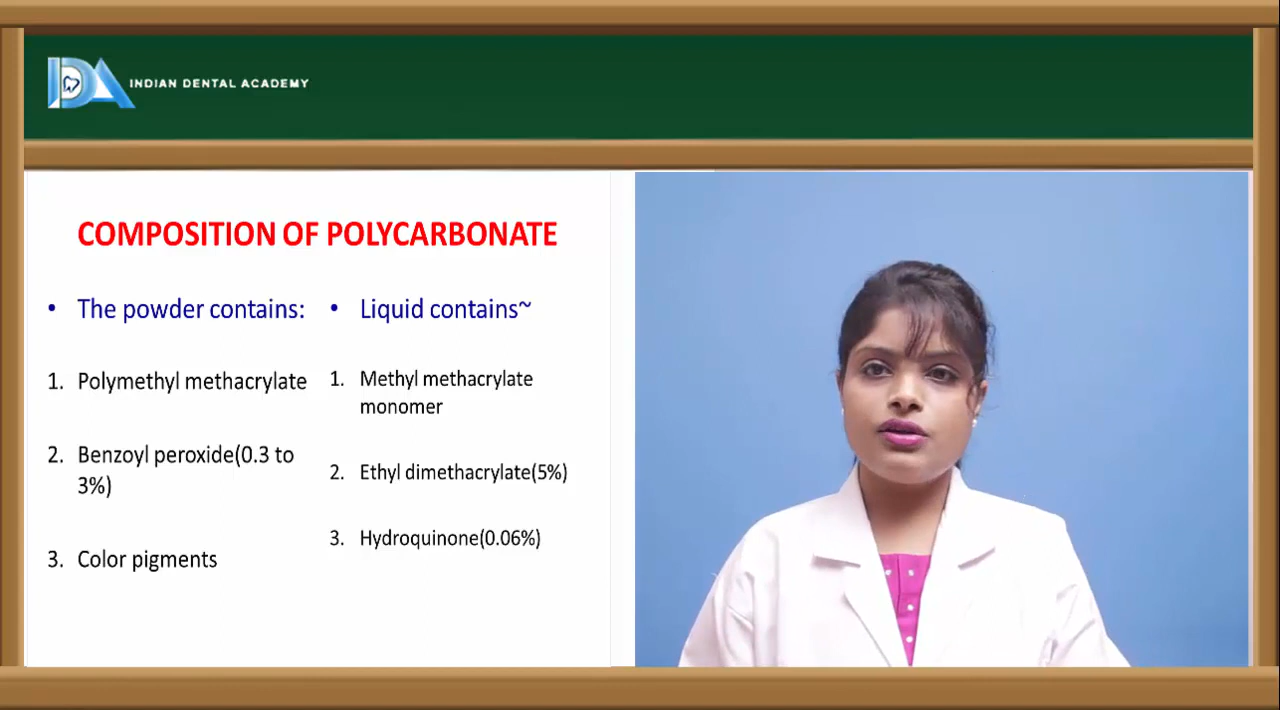 IDA INDIAN DENTAL ACADEMY
COMPOSITION OF POLYCARBONATE
• The powder contains:
1. Polymethyl methacrylate
2. Benzoyl peroxide(0.3 to
3%)
3. Color pigments
• Liquid contains~
1. Methyl methacrylate
monomer
2. Ethyl dimethacrylate(5%)
3. Hydroquinone(0.06%)